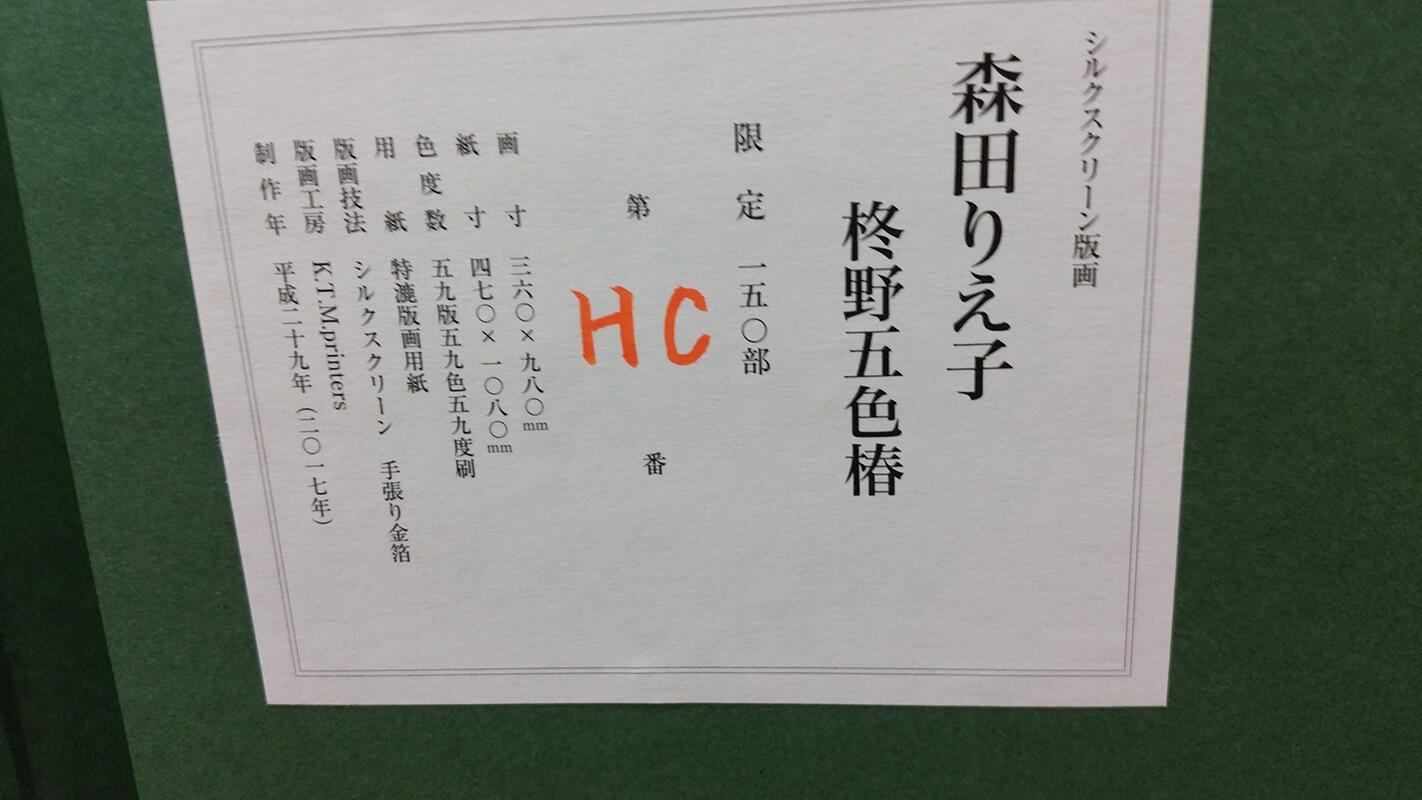 シルクスクリーン版画
森田りえ子
柊野五色椿
限定 一五〇部
第 HC 番
画寸 三六〇×九八〇mm
紙寸 四七〇×一〇八〇mm
色度数 五九版五九色五九度刷
用紙 特漉版画用紙
版画技法 シルクスクリーン 手張り金箔
版画工房 K.T.M.printers
制作年 平成二十九年（二〇一七年）